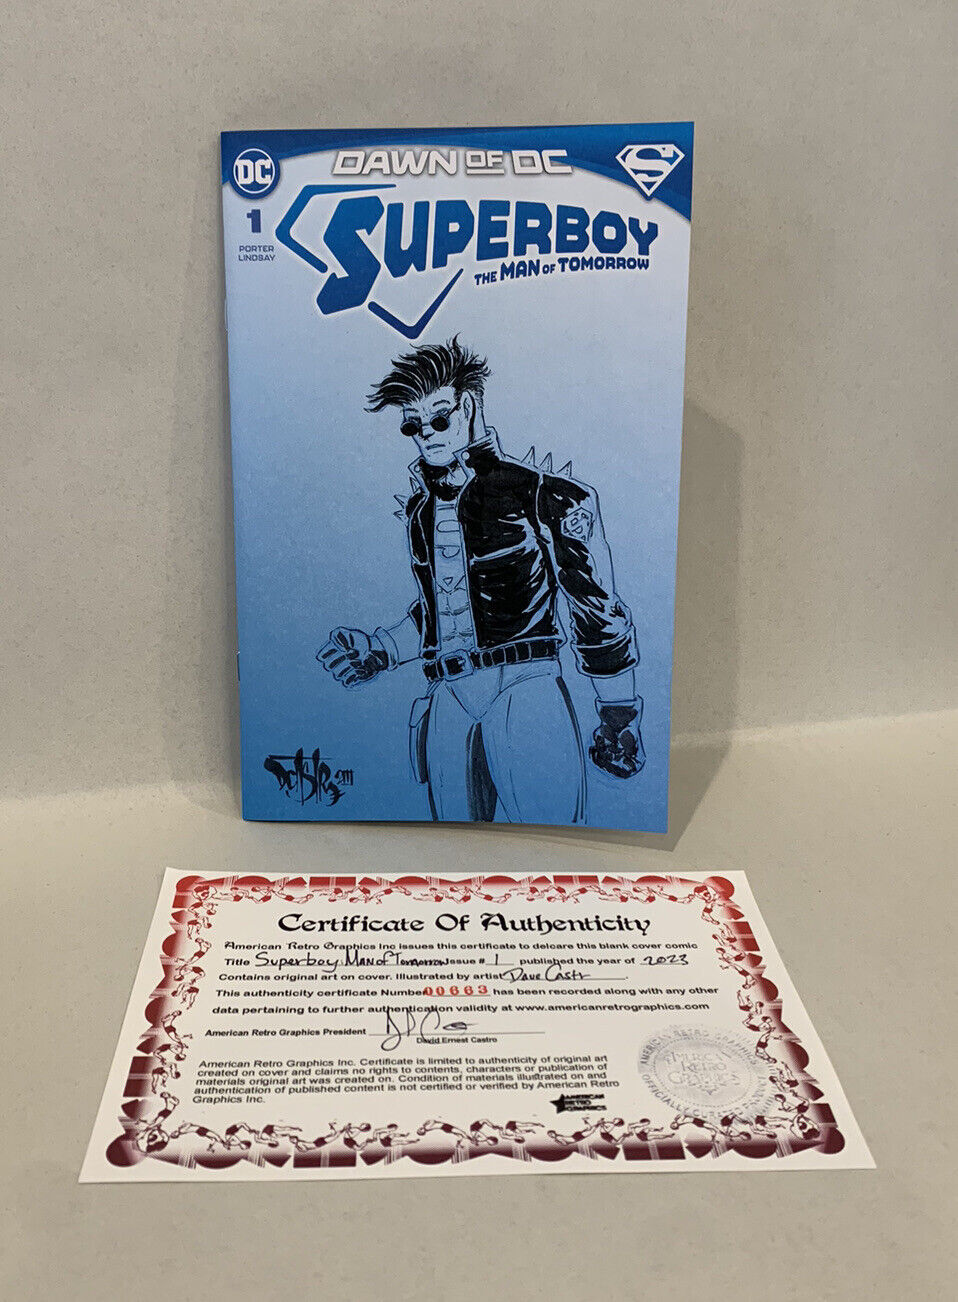 DC
DAWN OF DC
S
1
PORTER
LINDSAY
SUPERBOY
THE MAN OF TOMORROW
Certificate Of Authenticity
American Retro Graphics Inc issues this certificate to delcare this blank cover comic
Title Superboy: Man of Tomorrow issue # 1 published the year of 2023
Contains original art on cover. Illustrated by artist Dave Castr
This authenticity certificate Number 00663 has been recorded along with any other
data pertaining to further authentication validity at www.americanretrographics.com
American Retro Graphics President
David Ernest Castro
American Retro Graphics Inc. Certificate is limited to authenticity of original art
created on cover and claims no rights to contents, characters or publication of
materials original art was created on. Condition of materials illustrated on and
authentication of published content is not certified or verified by American Retro
Graphics Inc.
AMERICAN
RETRO
GRAPHICS
AMERICAN
RETRO
GRAPHICS